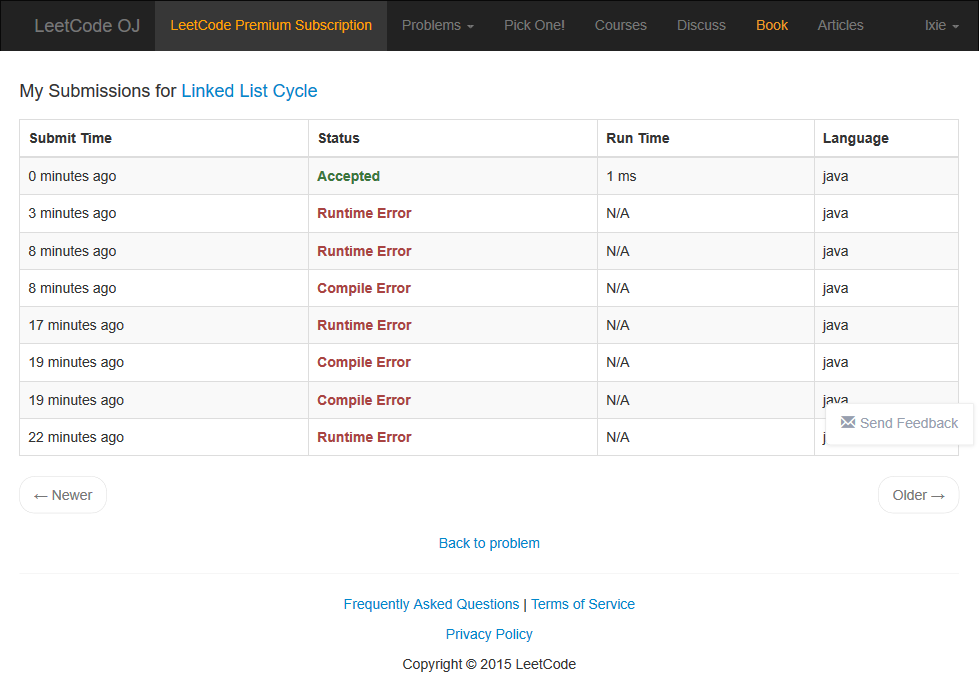 LeetCode OJ LeetCode Premium Subscription Problems Pick One! Courses Discuss Book Articles Ixie
My Submissions for Linked List Cycle
Submit Time Status Run Time Language
0 minutes ago Accepted 1 ms java
3 minutes ago Runtime Error N/A java
8 minutes ago Runtime Error N/A java
8 minutes ago Compile Error N/A java
17 minutes ago Runtime Error N/A java
19 minutes ago Compile Error N/A java
19 minutes ago Compile Error N/A java
Send Feedback
22 minutes ago Runtime Error N/A
← Newer Older →
Back to problem
Frequently Asked Questions | Terms of Service
Privacy Policy
Copyright © 2015 LeetCode